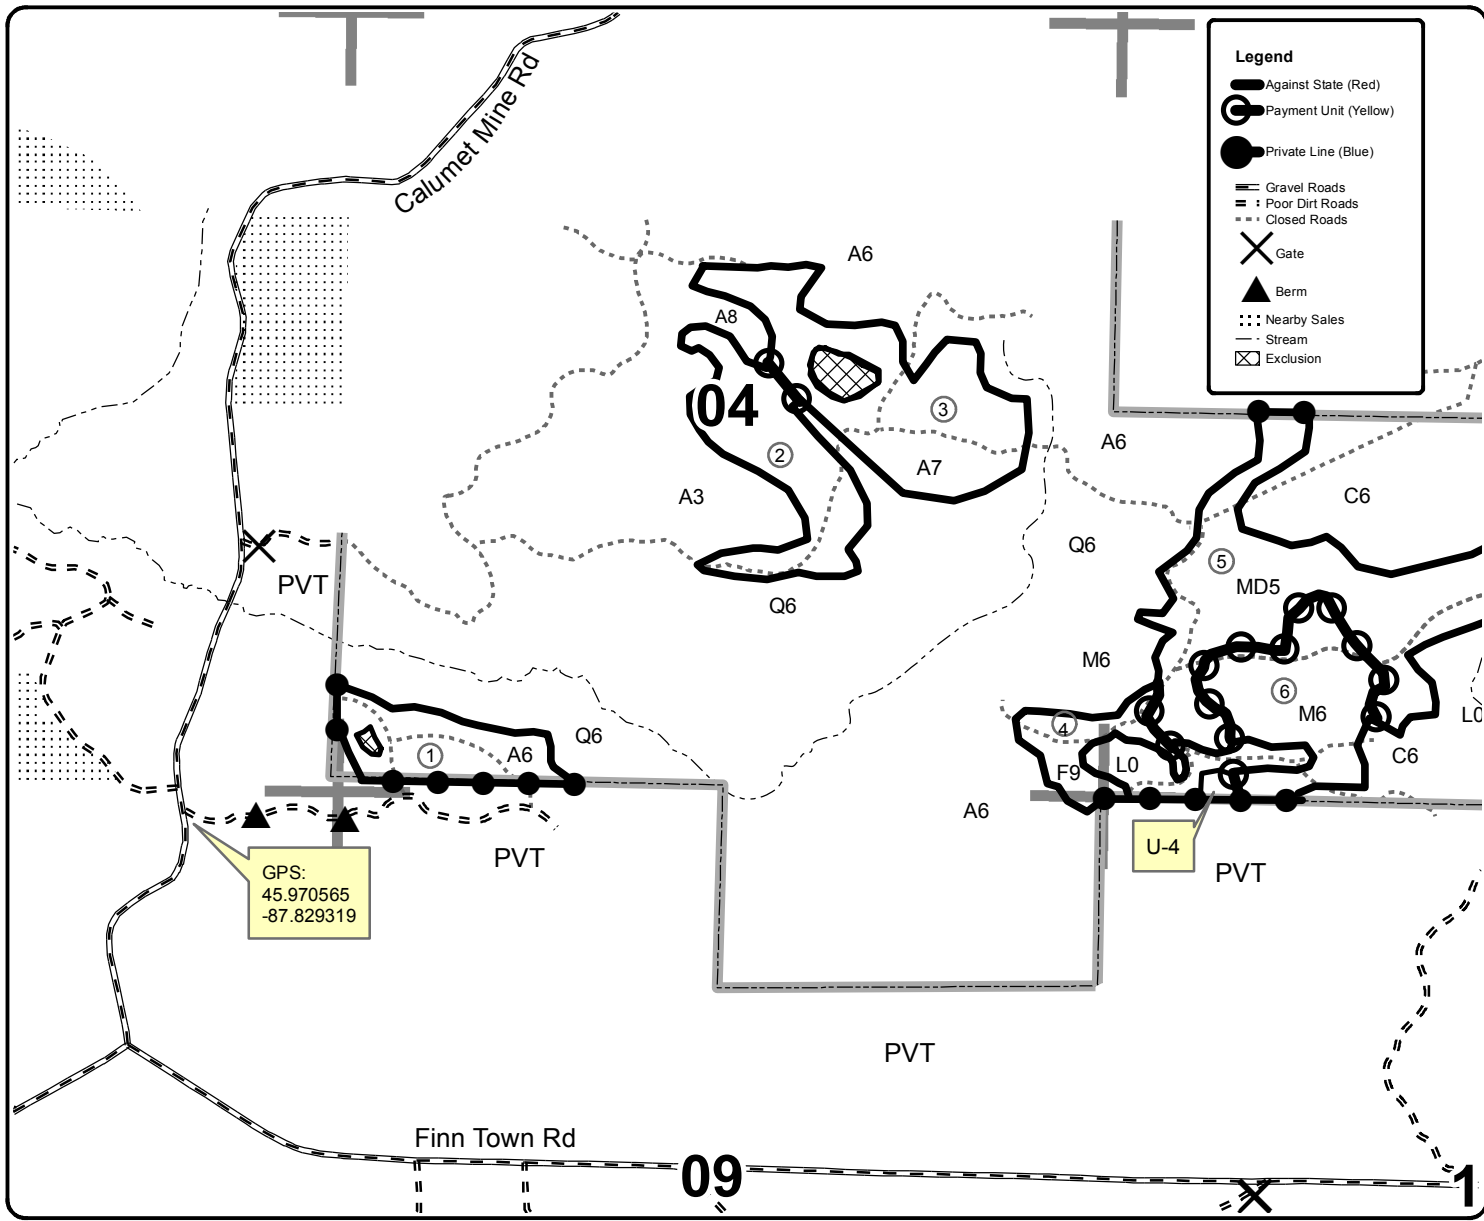 Calumet Mine Rd
Legend
Against State (Red)
Payment Unit (Yellow)
Private Line (Blue)
Gravel Roads
Poor Dirt Roads
Closed Roads
Gate
Berm
Nearby Sales
Stream
Exclusion
A6
A8
04
3
2
A7
A3
A6
C6
Q6
5
MD5
PVT
Q6
M6
6
M6
L0
4
Q6
1
A6
C6
F9
L0
A6
U-4
PVT
PVT
GPS:
45.970565
-87.829319
PVT
Finn Town Rd
09
1